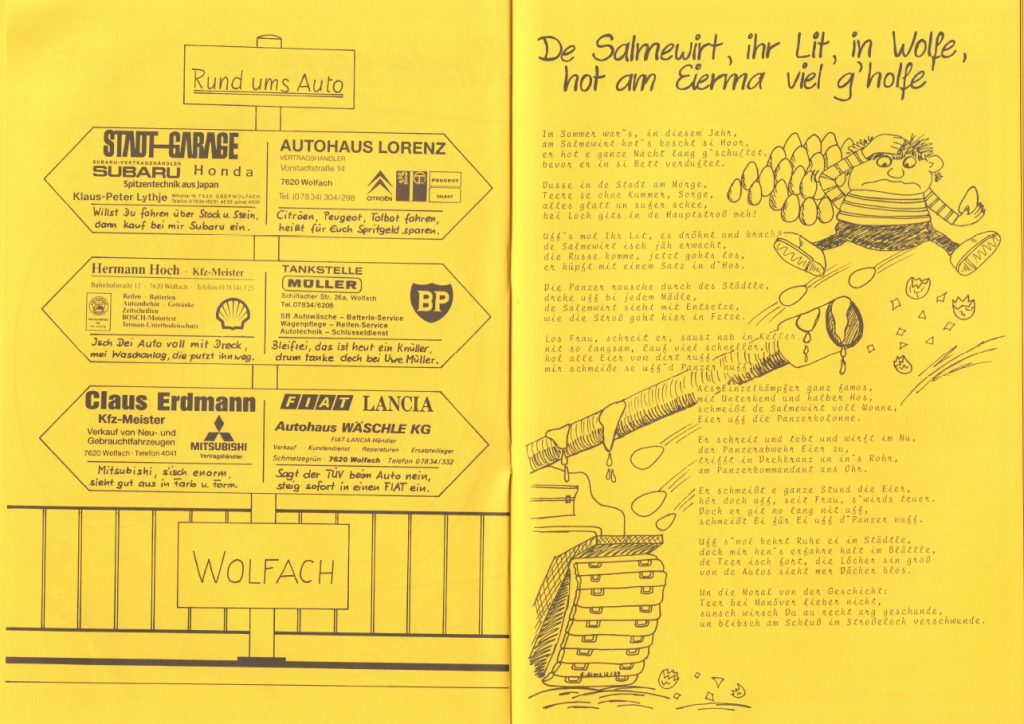 Rund ums Auto
STADT-GARAGE
SUBARU-VERTRAGSHÄNDLER
SUBARU Honda
Spitzentechnik aus Japan
Klaus-Peter Lythje
Willst Du fahren über Stock u. Stein,
dann kauf bei mir Subaru ein.
AUTOHAUS LORENZ
VERTRAGSHÄNDLER
Vorstadtstraße 14
7620 Wolfach
Tel. (07834) 304/298
CITROËN
PEUGEOT
TALBOT
Citroën, Peugeot, Talbot fahren,
heißt für Euch Spritgeld sparen.
Hermann Hoch · Kfz-Meister
Bahnhofstraße 12 · 7620 Wolfach Telefon (07834) 325
Reifen · Batterien
Autozubehör · Getränke
Zeitschriften
BOSCH-Motortest
Teroson-Unterbodenschutz
Isch Dei Auto voll mit Dreck,
mei Waschanlag, die putzt ihn weg.
TANKSTELLE
MÜLLER
Schiltacher Str. 26a, Wolfach
Tel. 07834/6205
SB Autowäsche – Batterie-Service
Wagenpflege – Reifen-Service
Autotechnik – Schlüsseldienst
BP
Bleifrei, das ist heut ein Knüller,
drum tanke doch bei Uwe Müller.
Claus Erdmann
Kfz-Meister
Verkauf von Neu- und
Gebrauchtfahrzeugen
7620 Wolfach · Telefon 4041
MITSUBISHI
Vertragshändler
Mitsubishi, s'isch enorm,
sieht gut aus in Farb u. Form.
FIAT LANCIA
Autohaus WÄSCHLE KG
FIAT-LANCIA-Händler
Verkauf Kundendienst Reparaturen Ersatzteillager
Schmelzegrün 7620 Wolfach Telefon 07834/332
Sagt der TÜV beim Auto nein,
steig sofort in einen FIAT ein.
WOLFACH
De Salmewirt, ihr Lit, in Wolfe,
hot am Eierma viel g'holfe
Im Sommer war's, in diesem Jahr,
am Salmewirt hot's boscht si Hoor,
er hot e ganze Nacht lang g'schuftet,
bevor er in si Bett verduftet.
Dusse in de Stadt am Morge,
Teere se ohne Kummer, Sorge,
alles glatt un sufer schee,
kei Loch gits in de Hauptstroß meh!
Uff's mol Ihr Lit, es dröhnt und kracht
de Salmewirt isch jäh erwacht,
die Russe komme, jetzt gohts los,
er hüpft mit einem Satz in d'Hos.
Die Panzer rausche durch des Städtle,
drehe uff bi jedem Mädle,
de Salmewirt sieht mit Entsetze,
wie die Stroß goht hier in Fetze.
Los Frau, schreit er, saust nab in Keller
nit so langsam, lauf viel schneller!!
hol alle Eier vom dirt ruff,
mir schmeiße se uff d'Panzer nuff.
Als Einzelkämpfer ganz famos,
mit Unterhemd und halber Hos,
schmeißt de Salmewirt voll Wonne,
Eier uff die Panzerkolonne.
Er schreit und tobt und wirft im Nu,
der Panzerabwehr Eier zu,
trifft in Drehkranz un in's Rohr,
am Panzerkommandant ans Ohr.
Er schmeißt e ganze Stund die Eier,
hör doch uff, seit Frau, s'wirds teuer.
Doch er git no lang nit uff,
schmeißt Ei für Ei uff d'Panzer nuff.
Uff s'mol kehrt Ruhe ei im Städtle,
doch mir hen's erfahre halt im Blättle,
de Teer isch fort, die Löcher sin groß
von de Autos sieht mer Dächer blos.
Un die Moral von der Geschicht:
Teer bei Manöver lieber nicht,
sunsch wirsch Du au recht arg geschunde,
un blibsch am Schluß im Stroßeloch verschwunde.